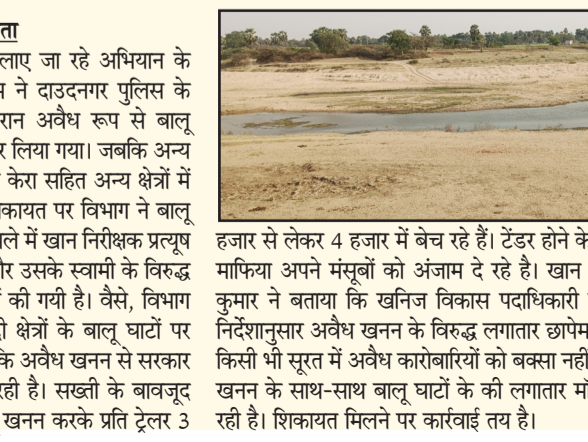 ता
लाए जा रहे अभियान के
ने दाउदनगर पुलिस के
रान अवैध रूप से बालू
र लिया गया। जबकि अन्य
केरा सहित अन्य क्षेत्रों में
कायत पर विभाग ने बालू
ले में खान निरीक्षक प्रत्यूष
र उसके स्वामी के विरुद्ध
की गयी है। वैसे, विभाग
क्षेत्रों के बालू घाटों पर
कि अवैध खनन से सरकार
रही है। सख्ती के बावजूद
खनन करके प्रति ट्रेलर 3
हजार से लेकर 4 हजार में बेच रहे हैं। टेंडर होने के
माफिया अपने मंसूबों को अंजाम दे रहे है। खान
कुमार ने बताया कि खनिज विकास पदाधिकारी
निर्देशानुसार अवैध खनन के विरुद्ध लगातार छापेम
किसी भी सूरत में अवैध कारोबारियों को बक्सा नही
खनन के साथ-साथ बालू घाटों के की लगातार मॉ
रही है। शिकायत मिलने पर कार्रवाई तय है।